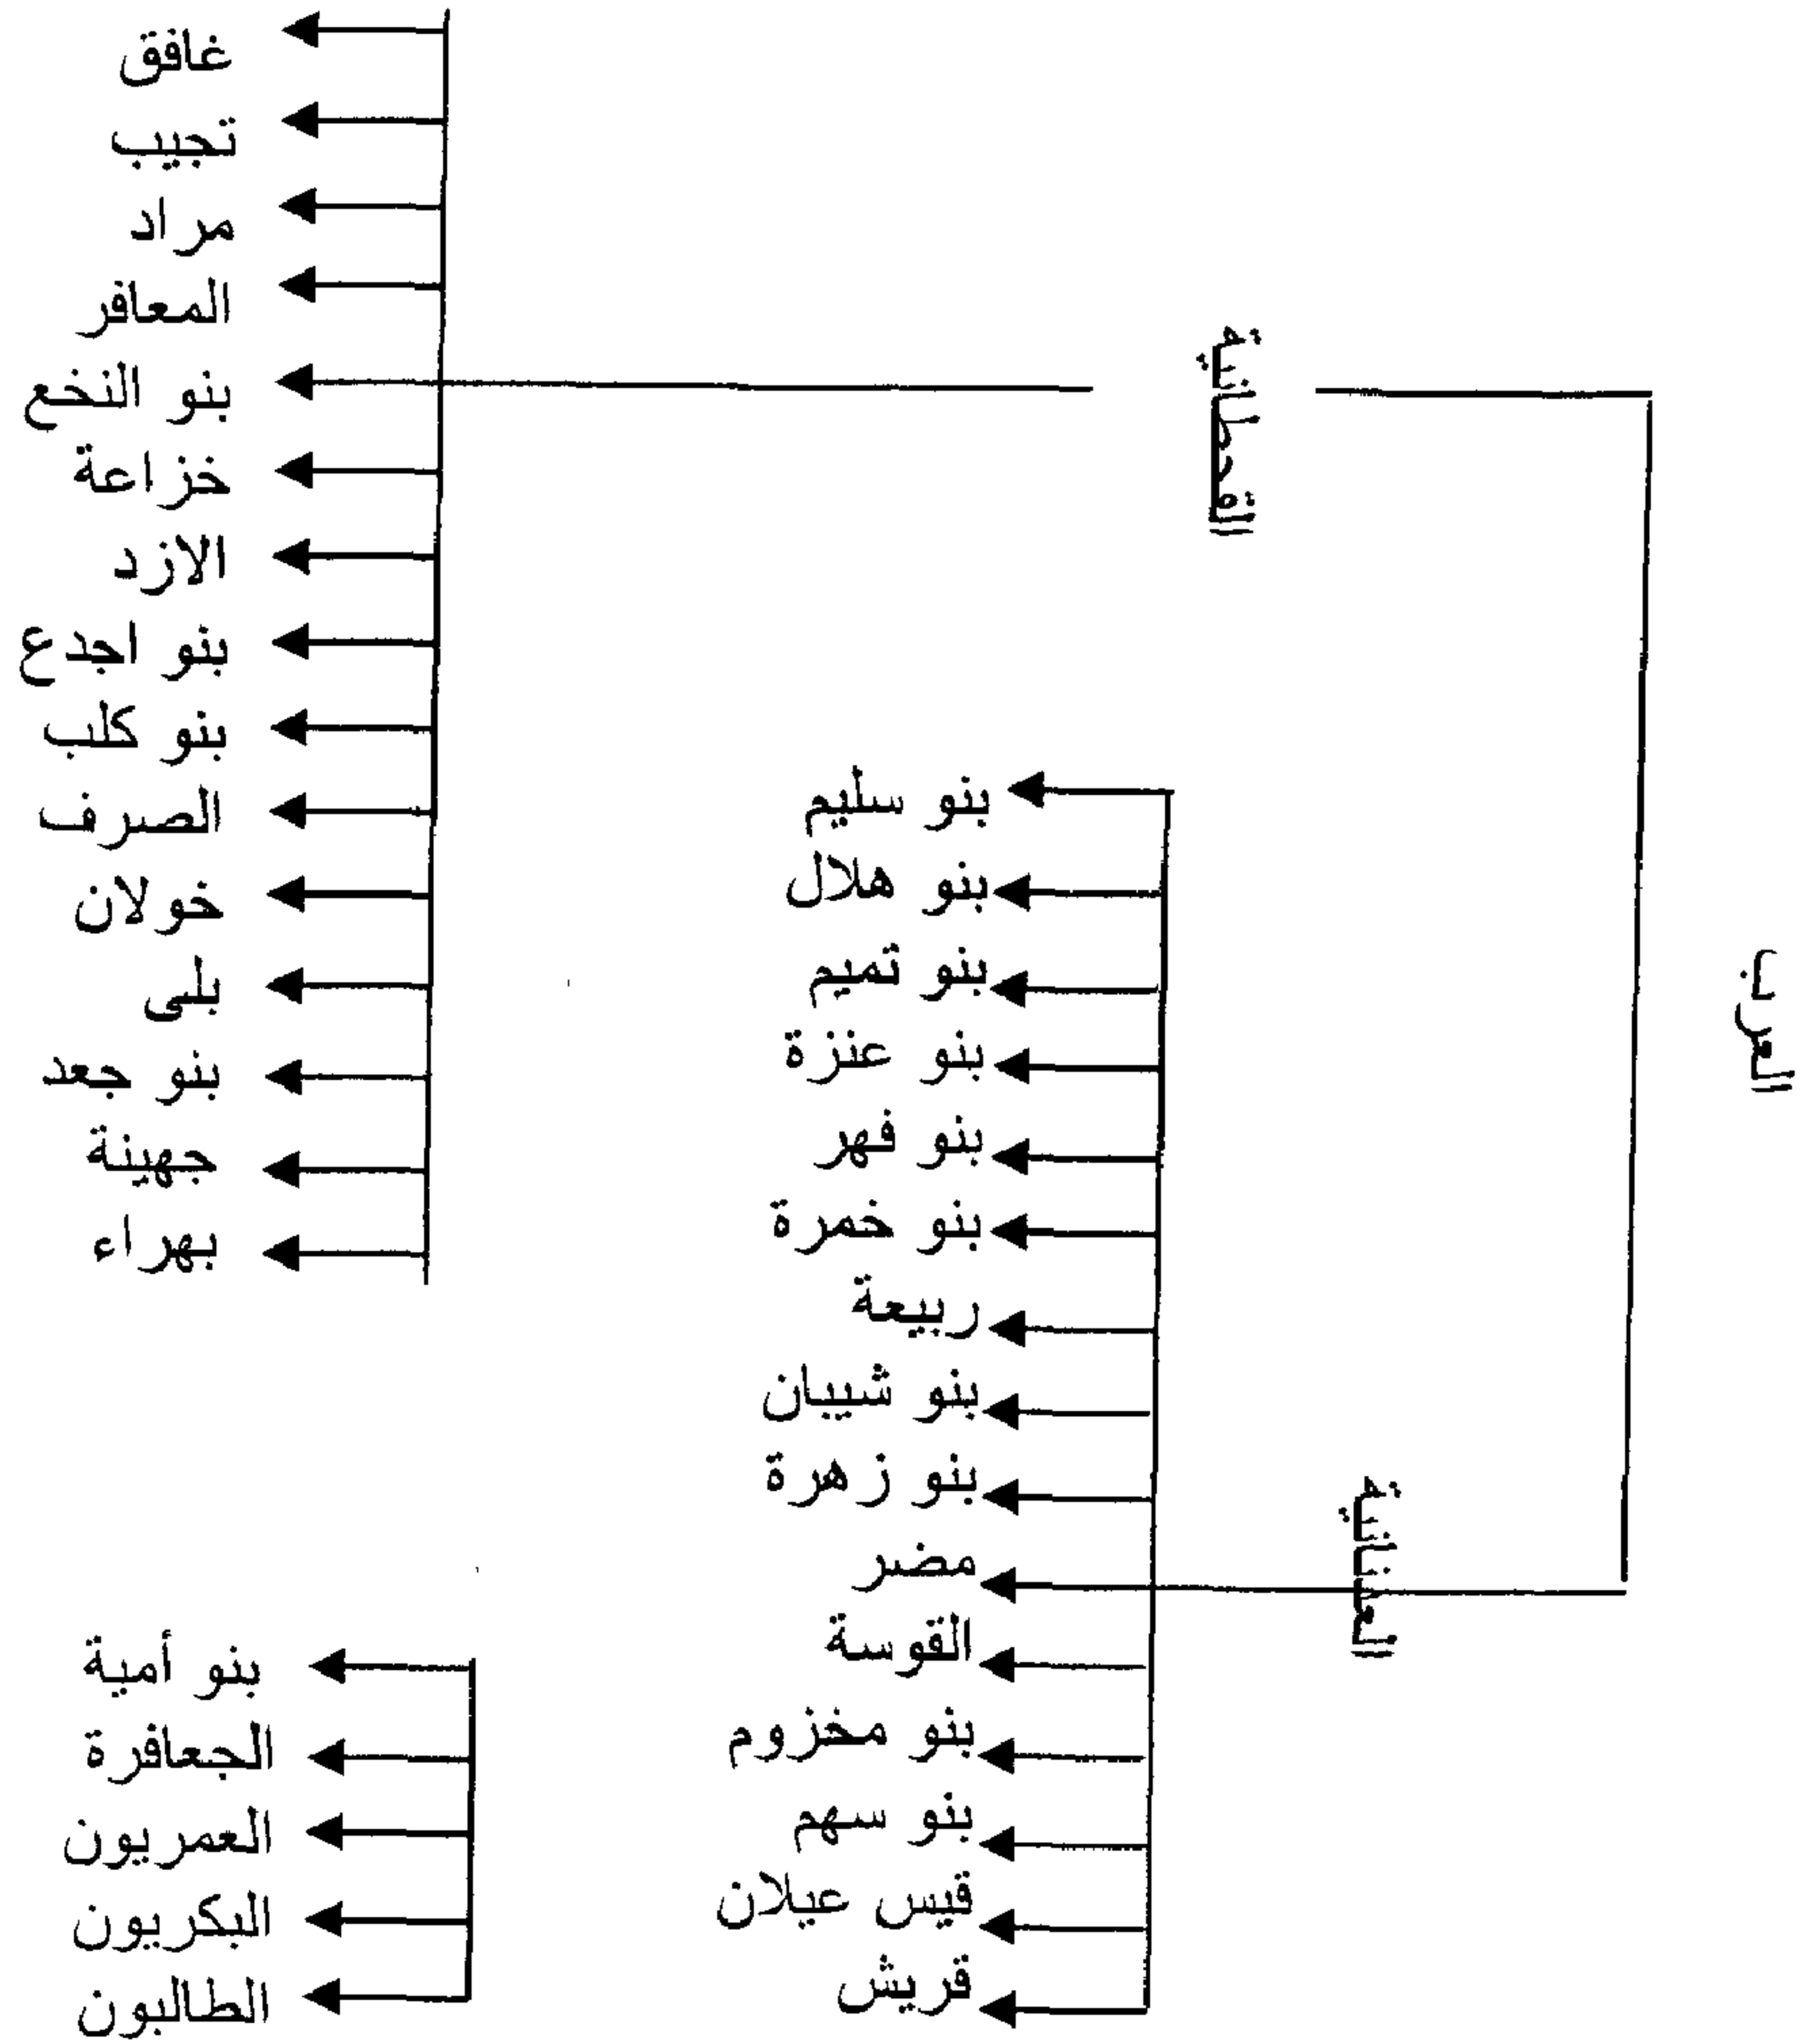 العرب
القحطانية
غافق
تجيب
مراد
المعافر
بنو النخع
خزاعة
الازد
بنو اجدع
بنو كلب
الصرف
خولان
بلى
بنو جعد
جهينة
بهراء
العدنانية
بنو سليم
بنو هلال
بنو تميم
بنو عنزة
بنو فهر
بنو خمرة
ربيعة
بنو شيبان
بنو زهرة
مضر
القوسة
بنو مخزوم
بنو سهم
قيس عيلان
قريش
بنو أمية
الجعافرة
العمريون
البكريون
الطالبون